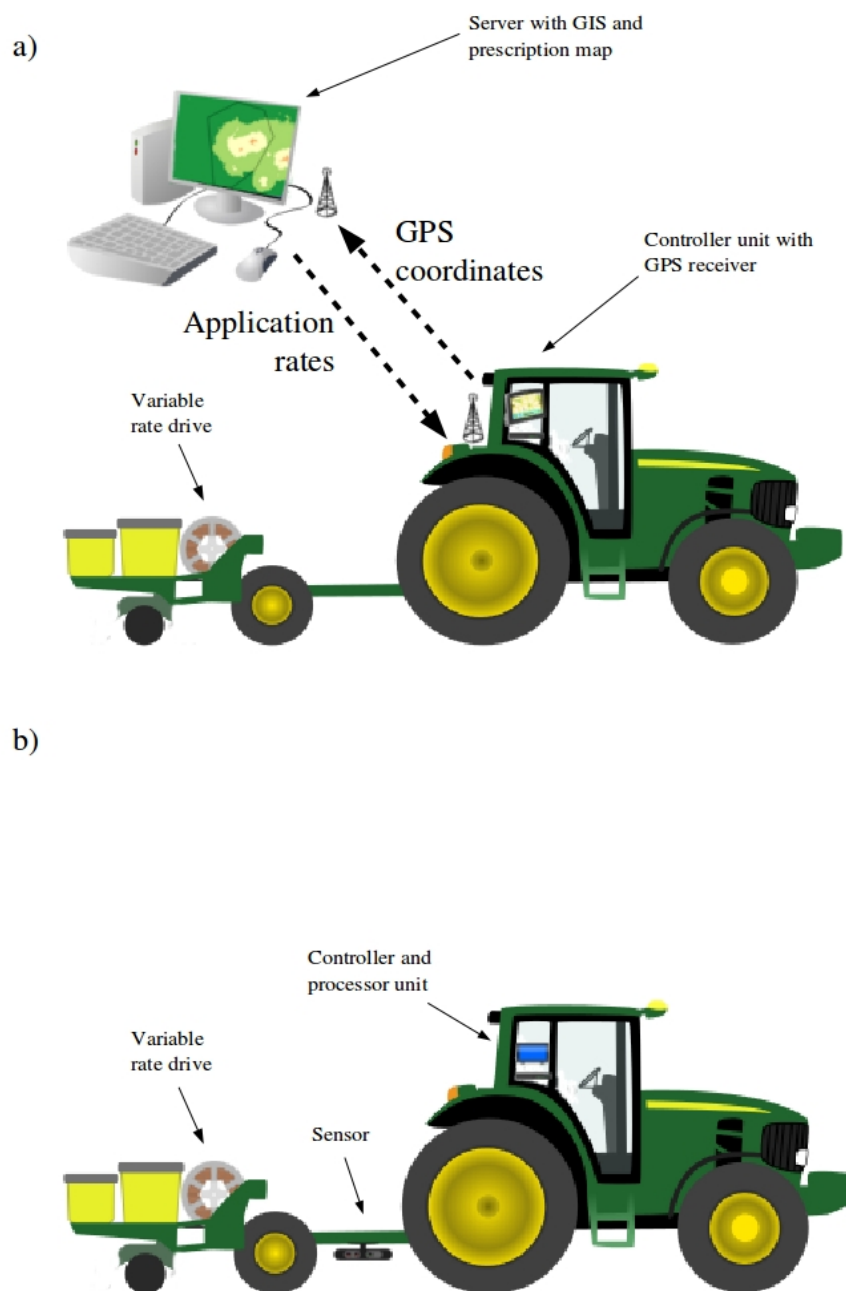 a)
Server with GIS and
prescription map
GPS
coordinates
Controller unit with
GPS receiver
Application
rates
Variable
rate drive
b)
Controller and
processor unit
Variable
rate drive
Sensor